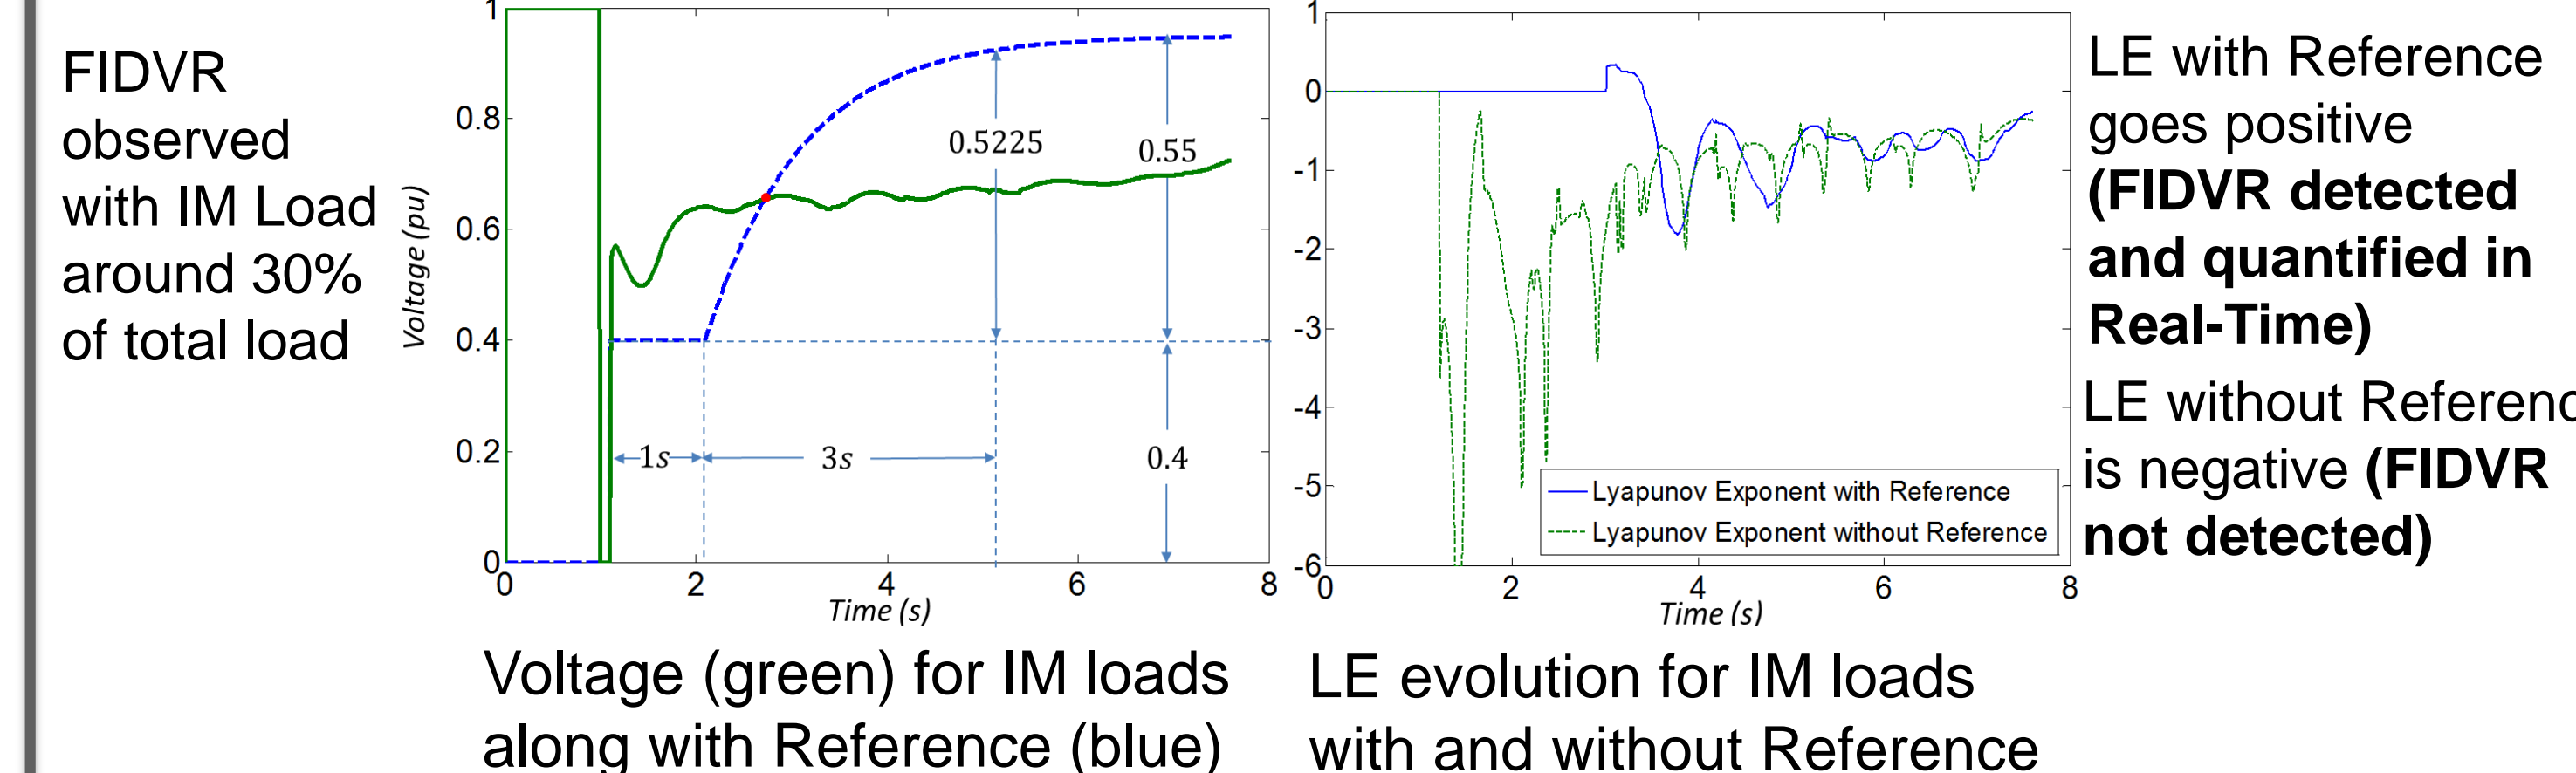 FIDVR
observed
with IM Load
around 30%
of total load
Voltage (pu)
1
0.8
0.6
0.4
0.2
0
0.5225
0.55
1s
3s
0.4
0
2
4
6
8
Time (s)
Voltage (green) for IM loads
along with Reference (blue)
1
0
-1
-2
-3
-4
-5
-6
Lyapunov Exponent with Reference
Lyapunov Exponent without Reference
0
2
4
6
8
Time (s)
LE evolution for IM loads
with and without Reference
LE with Reference
goes positive
(FIDVR detected
and quantified in
Real-Time)
LE without Referenc
is negative (FIDVR
not detected)